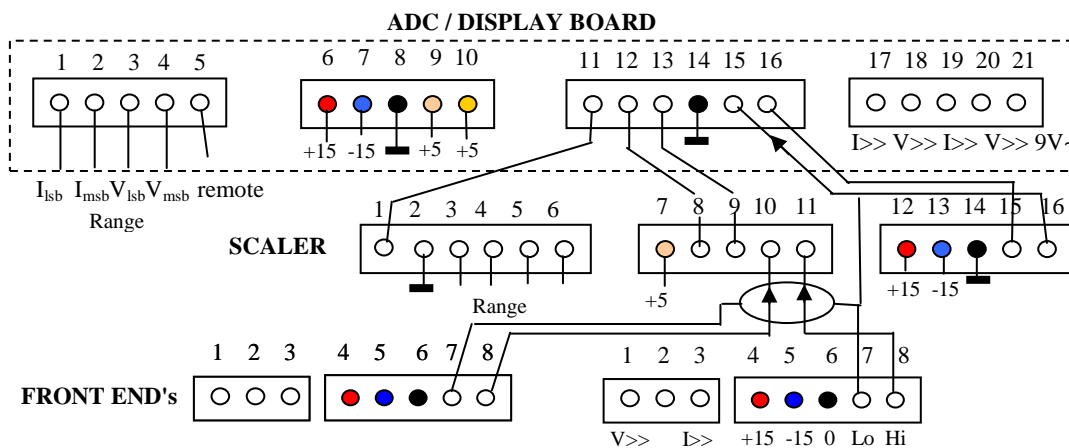 ADC / DISPLAY BOARD
1 2 3 4 5 6 7 8 9 10 11 12 13 14 15 16 17 18 19 20 21
+15 -15 +5 +5 I>> V>> I>> V>> 9V~
Ilsb Imsb Vlsb Vmsb remote
Range
1 2 3 4 5 6 7 8 9 10 11 12 13 14 15 16
SCALER
+5 Range +15 -15
1 2 3 4 5 6 7 8 1 2 3 4 5 6 7 8
FRONT END's
V>> I>> +15 -15 0 Lo Hi